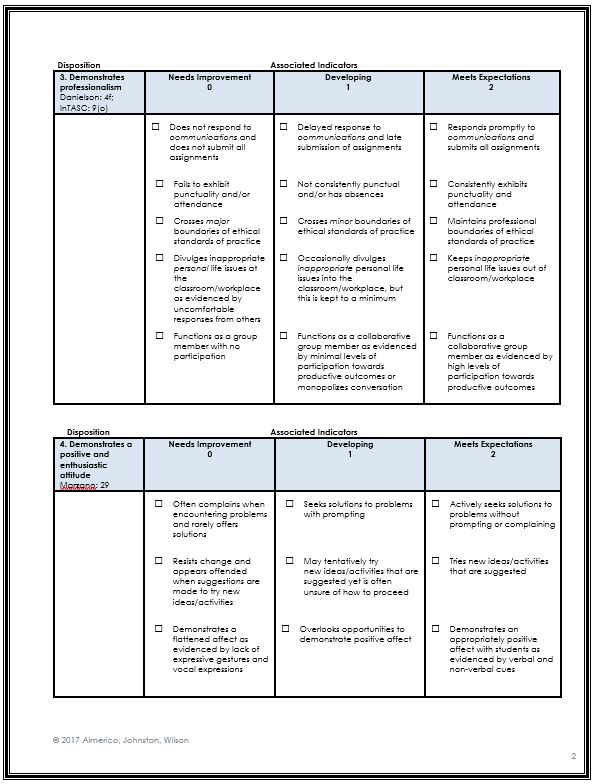 Disposition Associated Indicators
3. Demonstrates professionalism Danielson: 4f; InTASC: 9(o)
Needs Improvement 0
Developing 1
Meets Expectations 2
☐ Does not respond to communications and does not submit all assignments
☐ Delayed response to communications and late submission of assignments
☐ Responds promptly to communications and submits all assignments
☐ Fails to exhibit punctuality and/or attendance
☐ Not consistently punctual and/or has absences
☐ Consistently exhibits punctuality and attendance
☐ Crosses major boundaries of ethical standards of practice
☐ Crosses minor boundaries of ethical standards of practice
☐ Maintains professional boundaries of ethical standards of practice
☐ Divulges inappropriate personal life issues at the classroom/workplace as evidenced by uncomfortable responses from others
☐ Occasionally divulges inappropriate personal life issues into the classroom/workplace, but this is kept to a minimum
☐ Keeps inappropriate personal life issues out of classroom/workplace
☐ Functions as a group member with no participation
☐ Functions as a collaborative group member as evidenced by minimal levels of participation towards productive outcomes or monopolizes conversation
☐ Functions as a collaborative group member as evidenced by high levels of participation towards productive outcomes
Disposition Associated Indicators
4. Demonstrates a positive and enthusiastic attitude Marzano: 29
Needs Improvement 0
Developing 1
Meets Expectations 2
☐ Often complains when encountering problems and rarely offers solutions
☐ Seeks solutions to problems with prompting
☐ Actively seeks solutions to problems without prompting or complaining
☐ Resists change and appears offended when suggestions are made to try new ideas/activities
☐ May tentatively try new ideas/activities that are suggested yet is often unsure of how to proceed
☐ Tries new ideas/activities that are suggested
☐ Demonstrates a flattened affect as evidenced by lack of expressive gestures and vocal expressions
☐ Overlooks opportunities to demonstrate positive affect
☐ Demonstrates an appropriately positive affect with students as evidenced by verbal and non-verbal cues
© 2017 Almerico, Johnston, Wilson
2